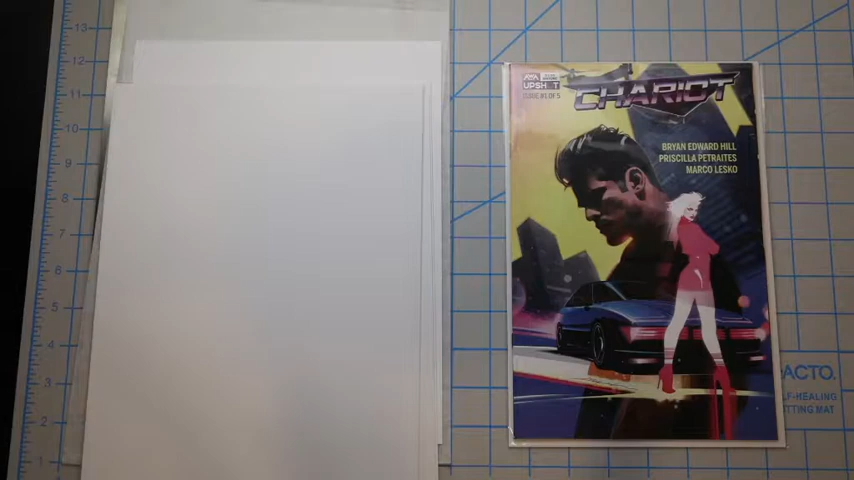 13
12
11
10
9
8
7
6
5
4
3
2
1
UPSHOT
ISSUE #1 OF 5
CHARIOT
BRYAN EDWARD HILL
PRISCILLA PETRAITES
MARCO LESKO
ACTO.
LF-HEALING
TTING MAT